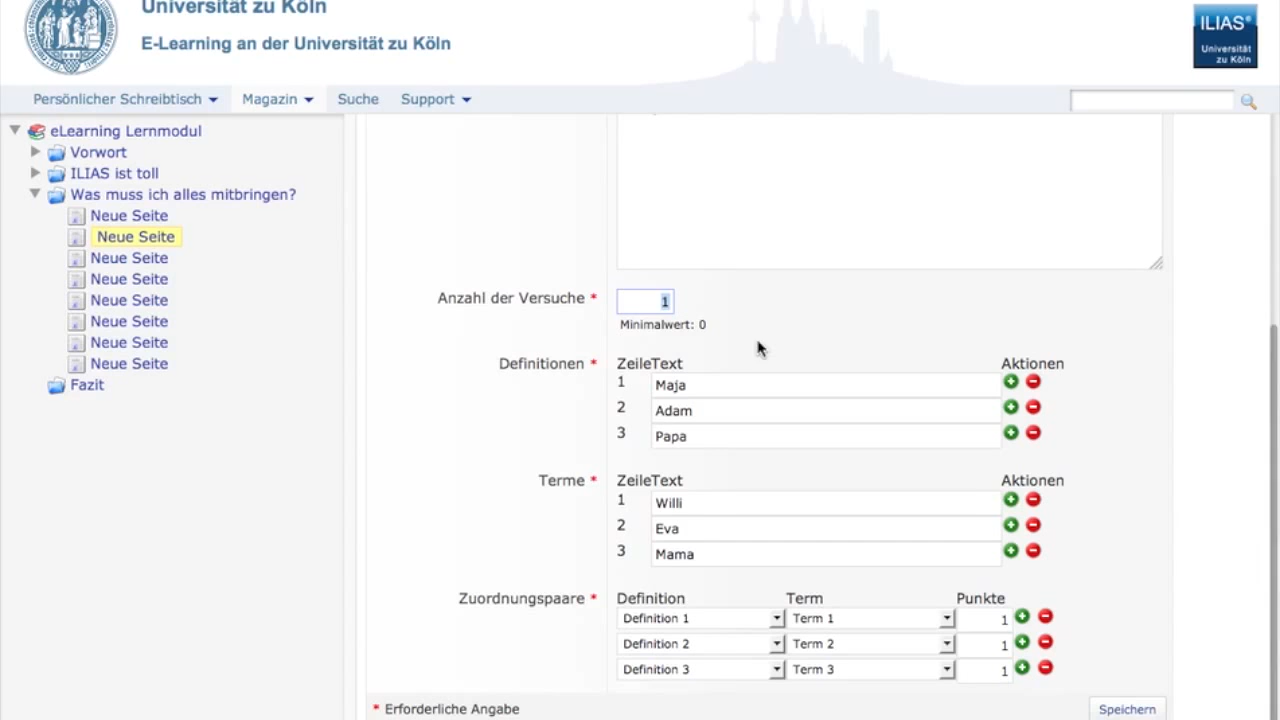 Universität zu Köln
E-Learning an der Universität zu Köln
ILIAS®
Universität
zu Köln
Persönlicher Schreibtisch
Magazin
Suche
Support
eLearning Lernmodul
Vorwort
ILIAS ist toll
Was muss ich alles mitbringen?
Neue Seite
Neue Seite
Neue Seite
Neue Seite
Neue Seite
Neue Seite
Neue Seite
Neue Seite
Fazit
Anzahl der Versuche * 1
Minimalwert: 0
Definitionen * ZeileText Aktionen
1 Maja
2 Adam
3 Papa
Terme * ZeileText Aktionen
1 Willi
2 Eva
3 Mama
Zuordnungspaare * Definition Term Punkte
Definition 1 Term 1 1
Definition 2 Term 2 1
Definition 3 Term 3 1
* Erforderliche Angabe
Speichern